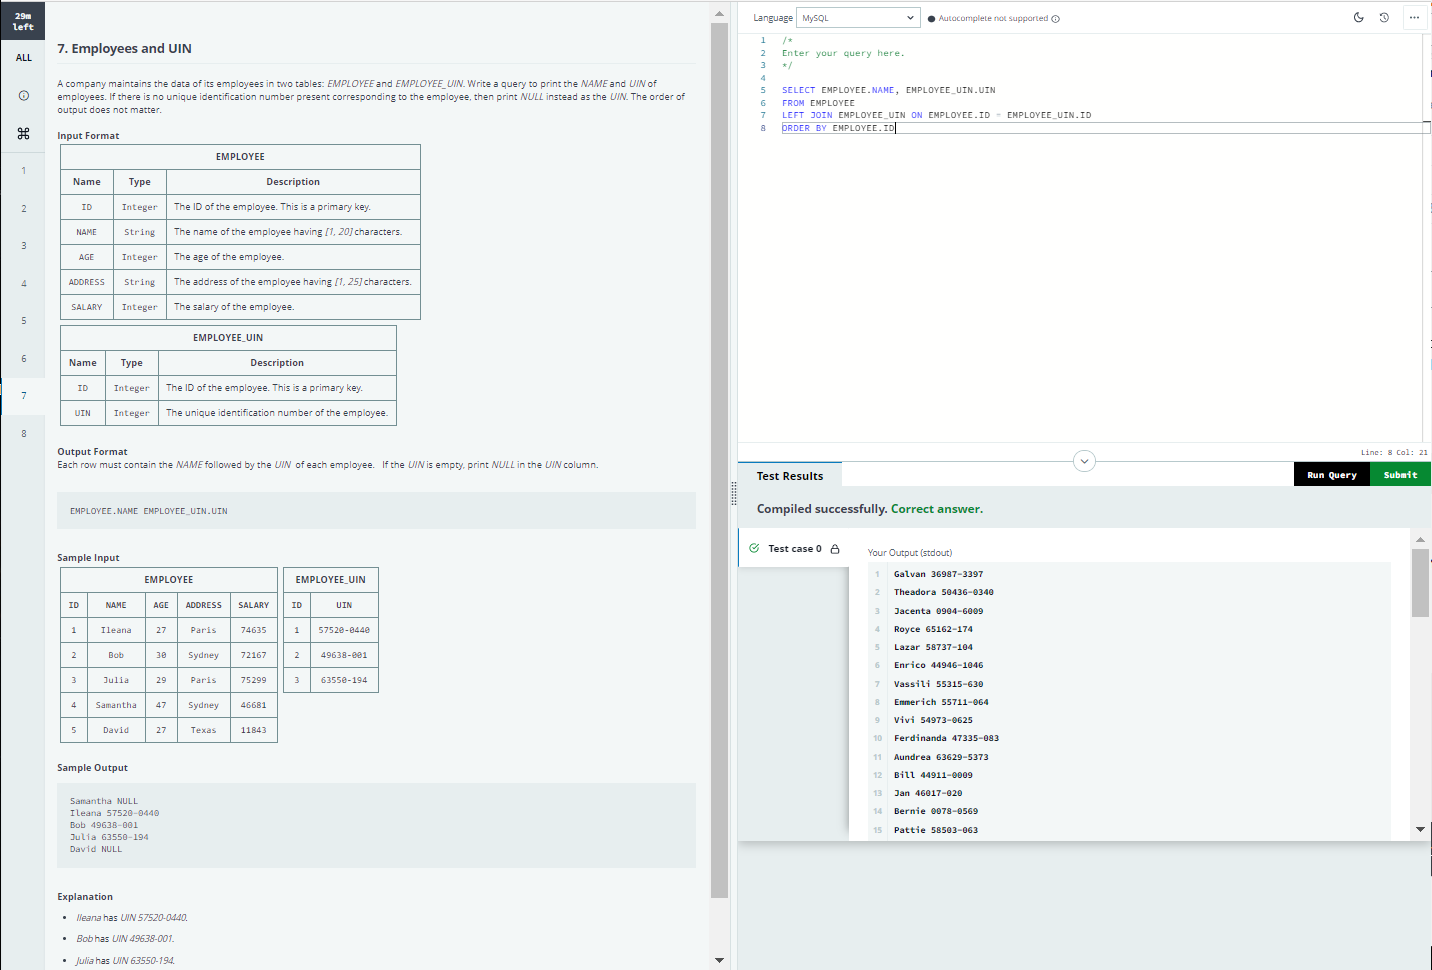 29m
left
ALL
1
2
3
4
5
6
7
8
7. Employees and UIN
A company maintains the data of its employees in two tables: EMPLOYEE and EMPLOYEE_UIN. Write a query to print the NAME and UIN of
employees. If there is no unique identification number present corresponding to the employee, then print NULL instead as the UIN. The order of
output does not matter.
Input Format
EMPLOYEE
Name Type Description
ID Integer The ID of the employee. This is a primary key.
NAME String The name of the employee having [1, 20] characters.
AGE Integer The age of the employee.
ADDRESS String The address of the employee having [1, 25] characters.
SALARY Integer The salary of the employee.
EMPLOYEE_UIN
Name Type Description
ID Integer The ID of the employee. This is a primary key.
UIN Integer The unique identification number of the employee.
Output Format
Each row must contain the NAME followed by the UIN of each employee. If the UIN is empty, print NULL in the UIN column.
EMPLOYEE.NAME EMPLOYEE_UIN.UIN
Sample Input
EMPLOYEE
ID NAME AGE ADDRESS SALARY
1 Ileana 27 Paris 74635
2 Bob 30 Sydney 72167
3 Julia 29 Paris 75299
4 Samantha 47 Sydney 46681
5 David 27 Texas 11843
EMPLOYEE_UIN
ID UIN
1 57520-0440
2 49638-001
3 63550-194
Sample Output
Samantha NULL
Ileana 57520-0440
Bob 49638-001
Julia 63550-194
David NULL
Explanation
• Ileana has UIN 57520-0440.
• Bob has UIN 49638-001.
• Julia has UIN 63550-194.
Language MySQL Autocomplete not supported
1 /*
2 Enter your query here.
3 */
4
5 SELECT EMPLOYEE.NAME, EMPLOYEE_UIN.UIN
6 FROM EMPLOYEE
7 LEFT JOIN EMPLOYEE_UIN ON EMPLOYEE.ID = EMPLOYEE_UIN.ID
8 ORDER BY EMPLOYEE.ID
Line: 8 Col: 21
Test Results
Run Query
Submit
Compiled successfully. Correct answer.
Test case 0
Your Output (stdout)
1 Galvan 36987-3397
2 Theadora 50436-0340
3 Jacenta 0904-6009
4 Royce 65162-174
5 Lazar 58737-104
6 Enrico 44946-1046
7 Vassili 55315-630
8 Emmerich 55711-064
9 Vivi 54973-0625
10 Ferdinanda 47335-083
11 Aundrea 63629-5373
12 Bill 44911-0009
13 Jan 46017-020
14 Bernie 0078-0569
15 Pattie 58503-063